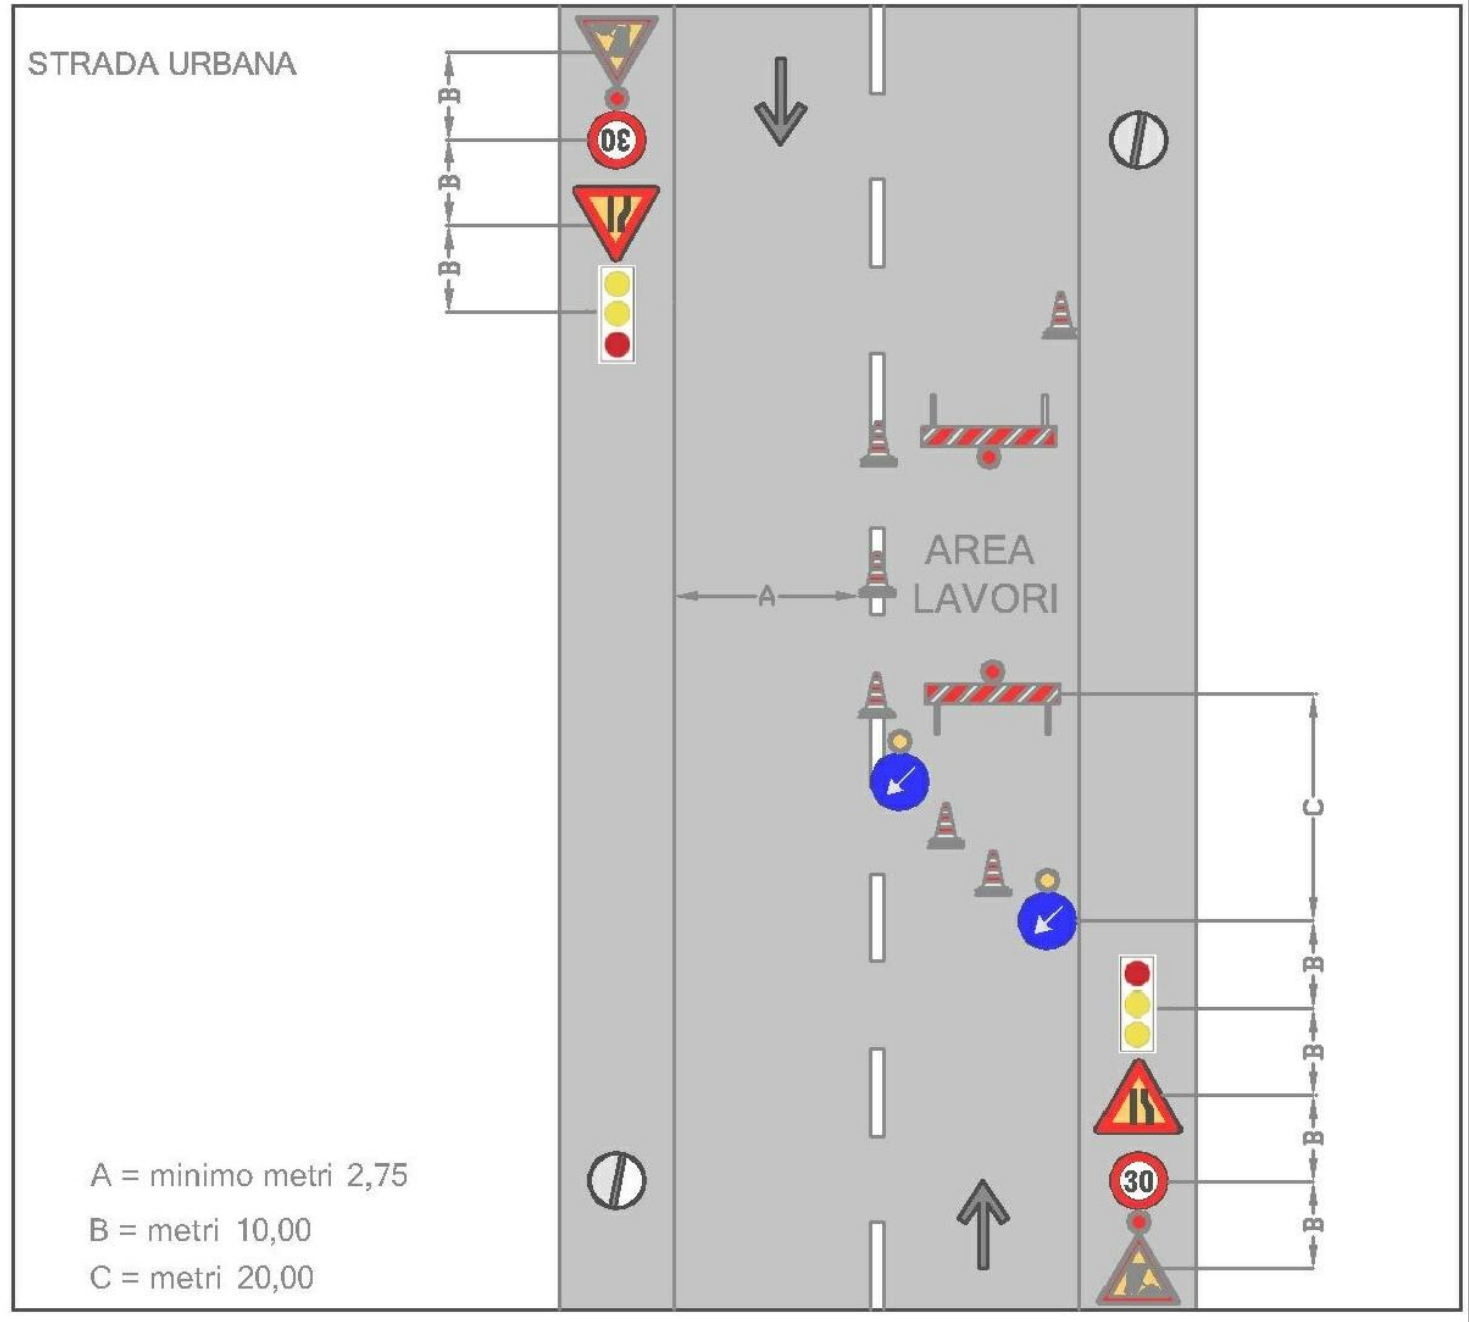 STRADA URBANA
B
30
B
B
AREA
LAVORI
A
C
B
B
B
30
B
A = minimo metri 2,75
B = metri 10,00
C = metri 20,00